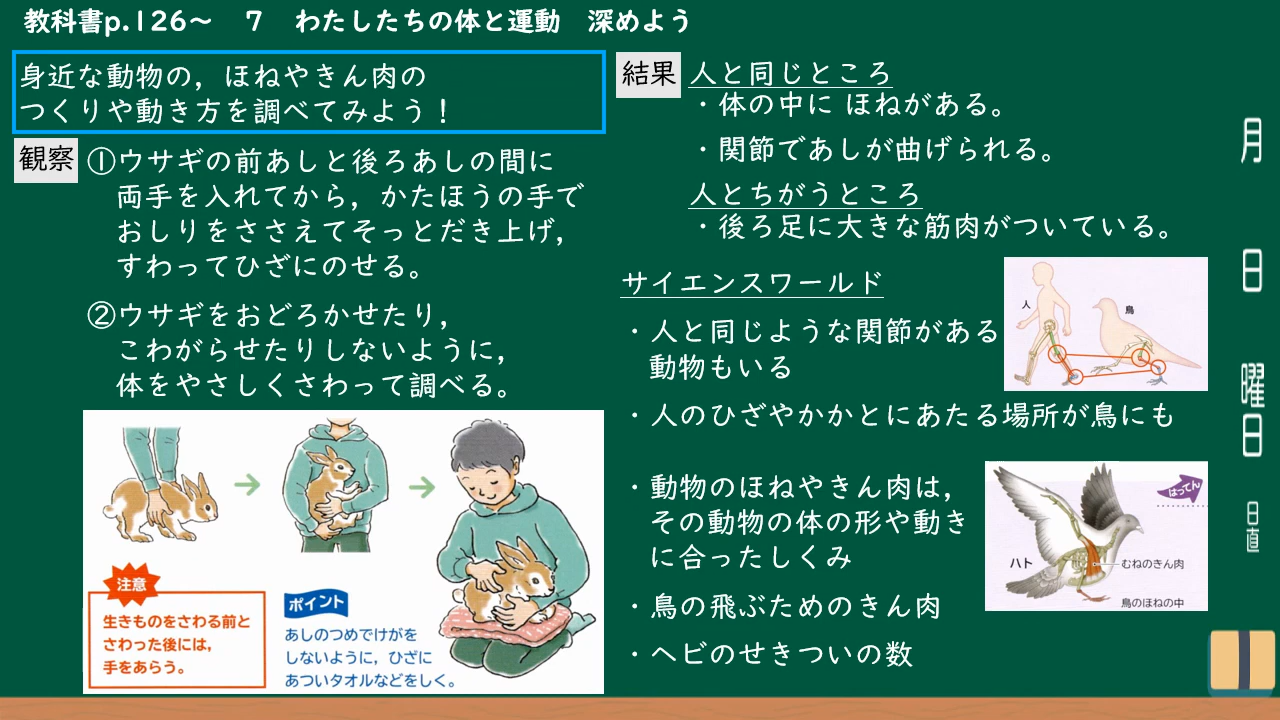 教科書p.126～　７　わたしたちの体と運動　深めよう
身近な動物の，ほねやきん肉の
つくりや動き方を調べてみよう！
観察
①ウサギの前あしと後ろあしの間に
両手を入れてから，かたほうの手で
おしりをささえてそっとだき上げ，
すわってひざにのせる。
②ウサギをおどろかせたり，
こわがらせたりしないように，
体をやさしくさわって調べる。
注意
生きものをさわる前と
さわった後には，
手をあらう。
ポイント
あしのつめでけがを
しないように，ひざに
あついタオルなどをしく。
結果
人と同じところ
・体の中に ほねがある。
・関節であしが曲げられる。
人とちがうところ
・後ろ足に大きな筋肉がついている。
サイエンスワールド
・人と同じような関節がある
動物もいる
人
鳥
・人のひざやかかとにあたる場所が鳥にも
・動物のほねやきん肉は，
その動物の体の形や動き
に合ったしくみ
はってん
ハト
むねのきん肉
鳥のほねの中
・鳥の飛ぶためのきん肉
・ヘビのせきついの数
月
日
曜日
日直